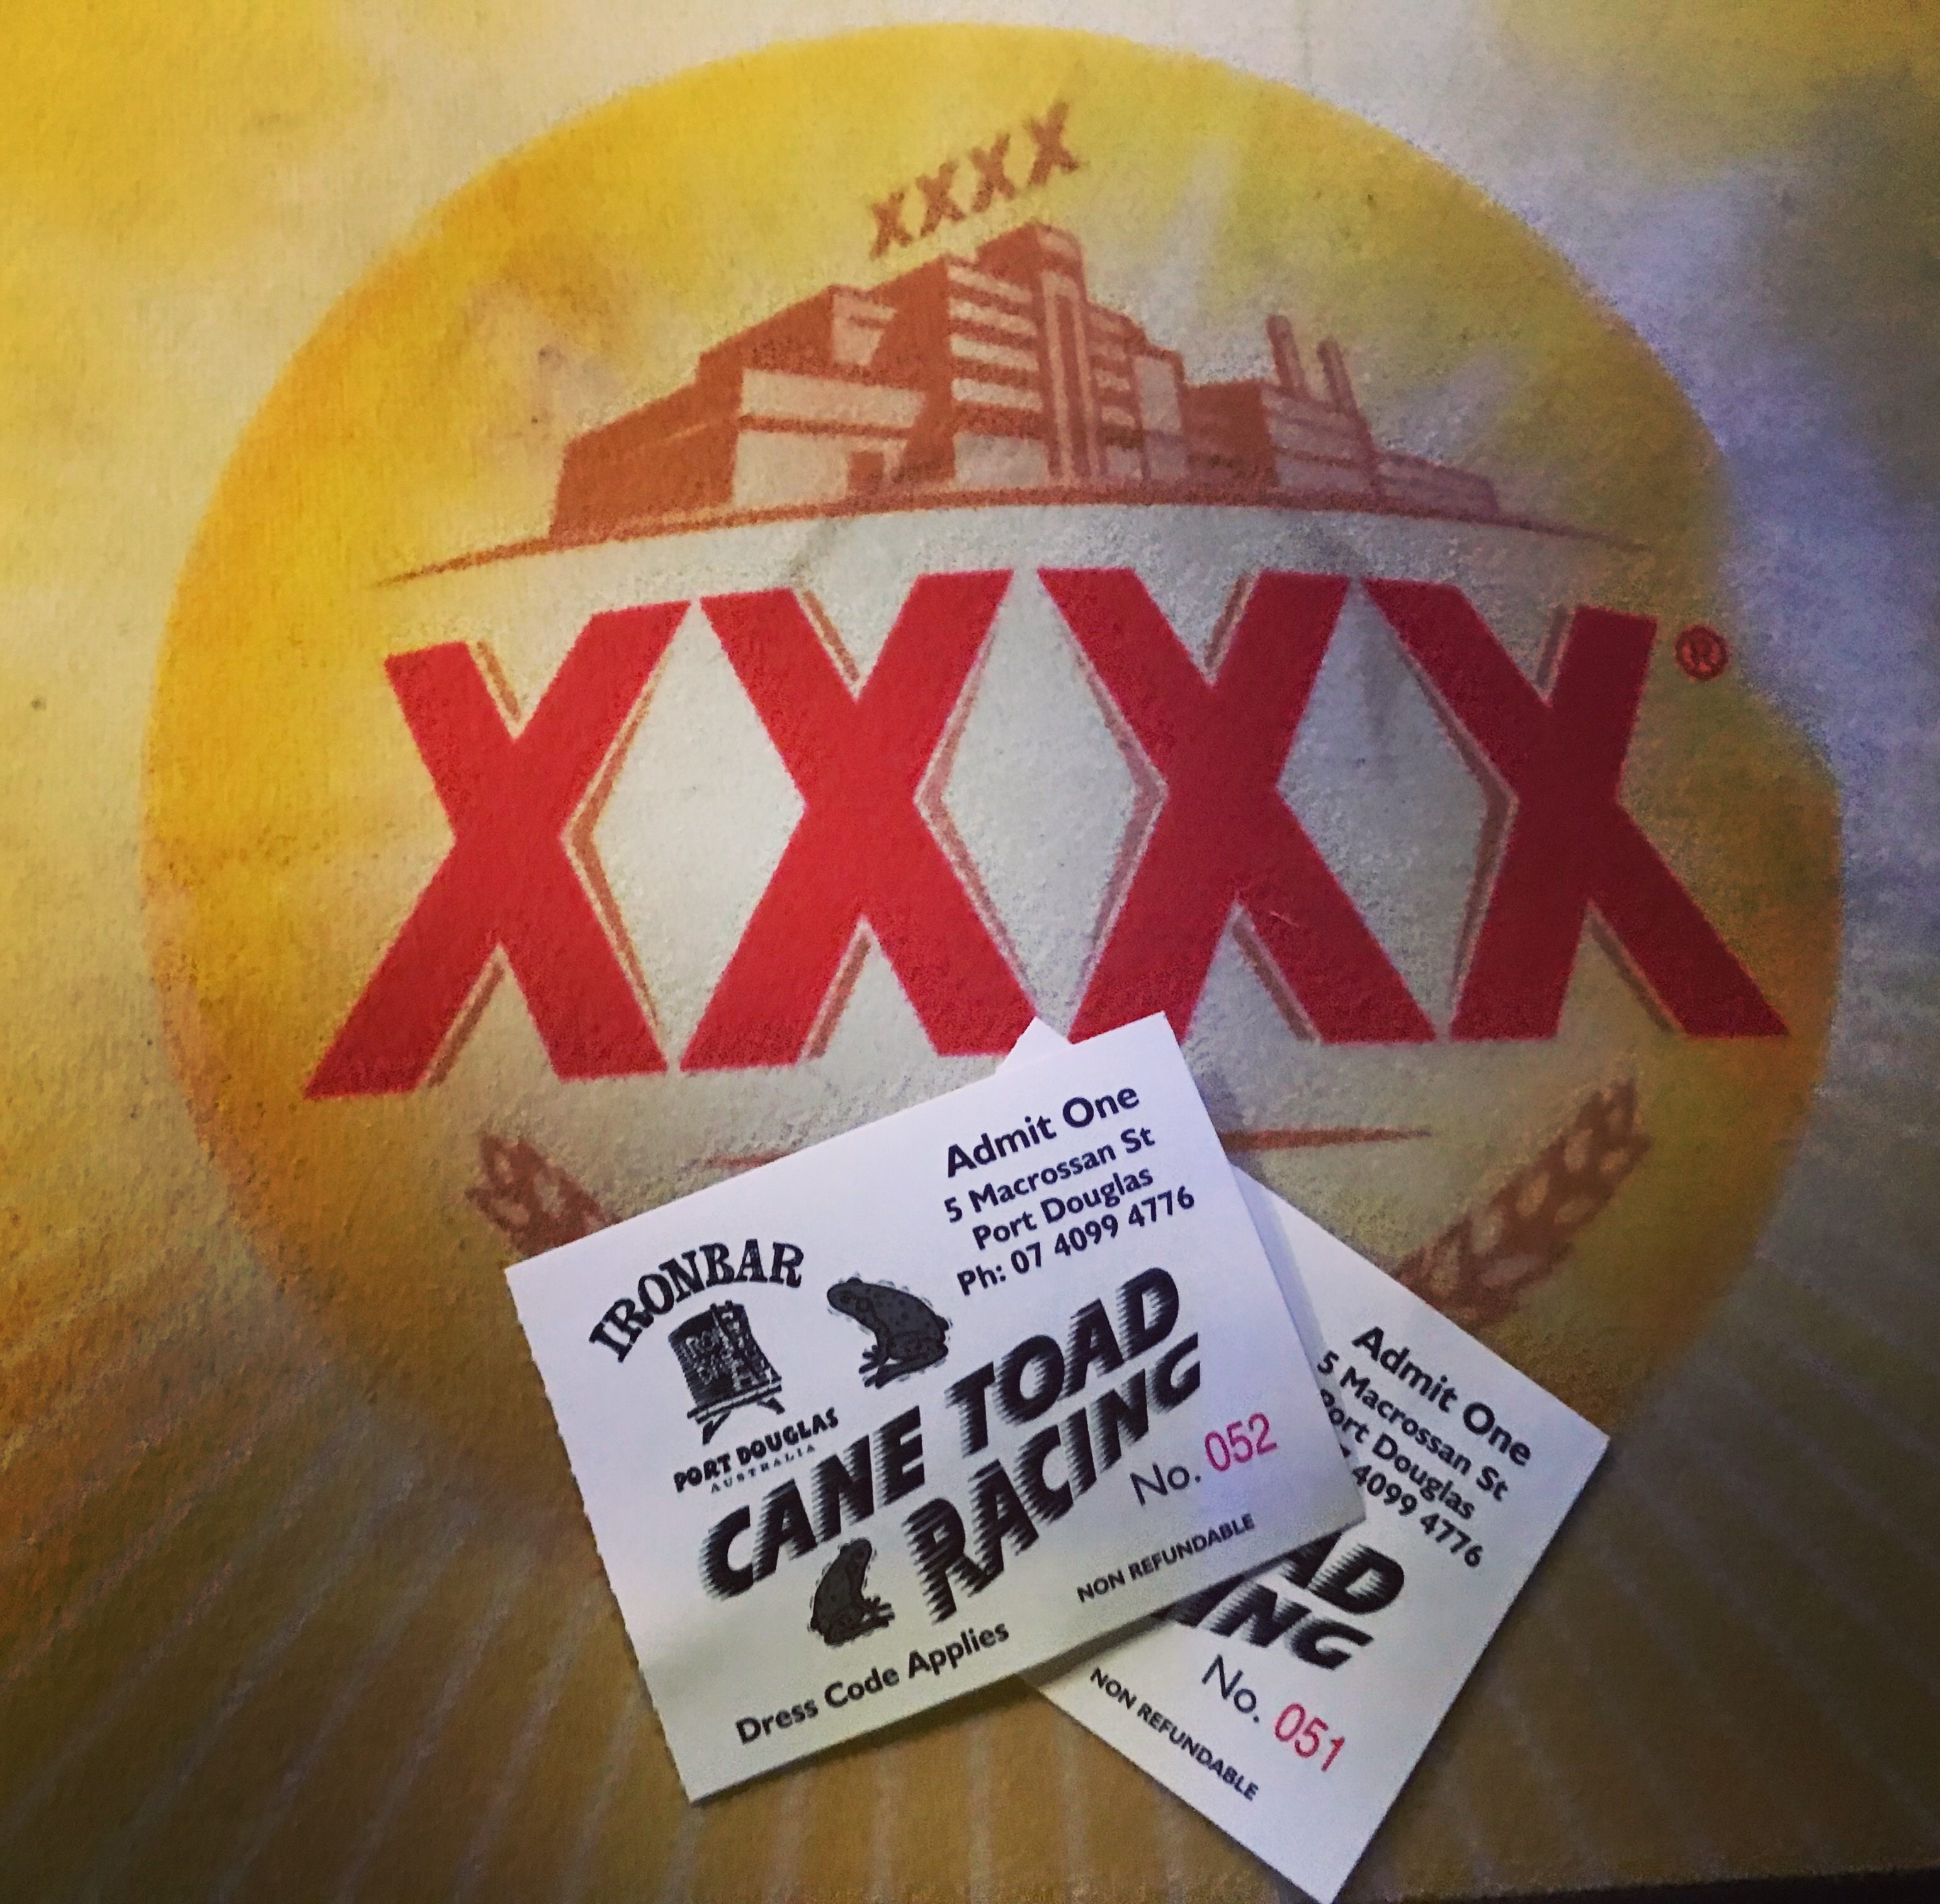 XXXX
XXXX®
Admit One
5 Macrossan St
Port Douglas
Ph: 07 4099 4776
IRONBAR
PORT DOUGLAS
AUSTRALIA
CANE TOAD
RACING
No. 052
NON REFUNDABLE
Dress Code Applies
Admit One
5 Macrossan St
Port Douglas
4099 4776
AD
ING
No. 051
NON REFUNDABLE